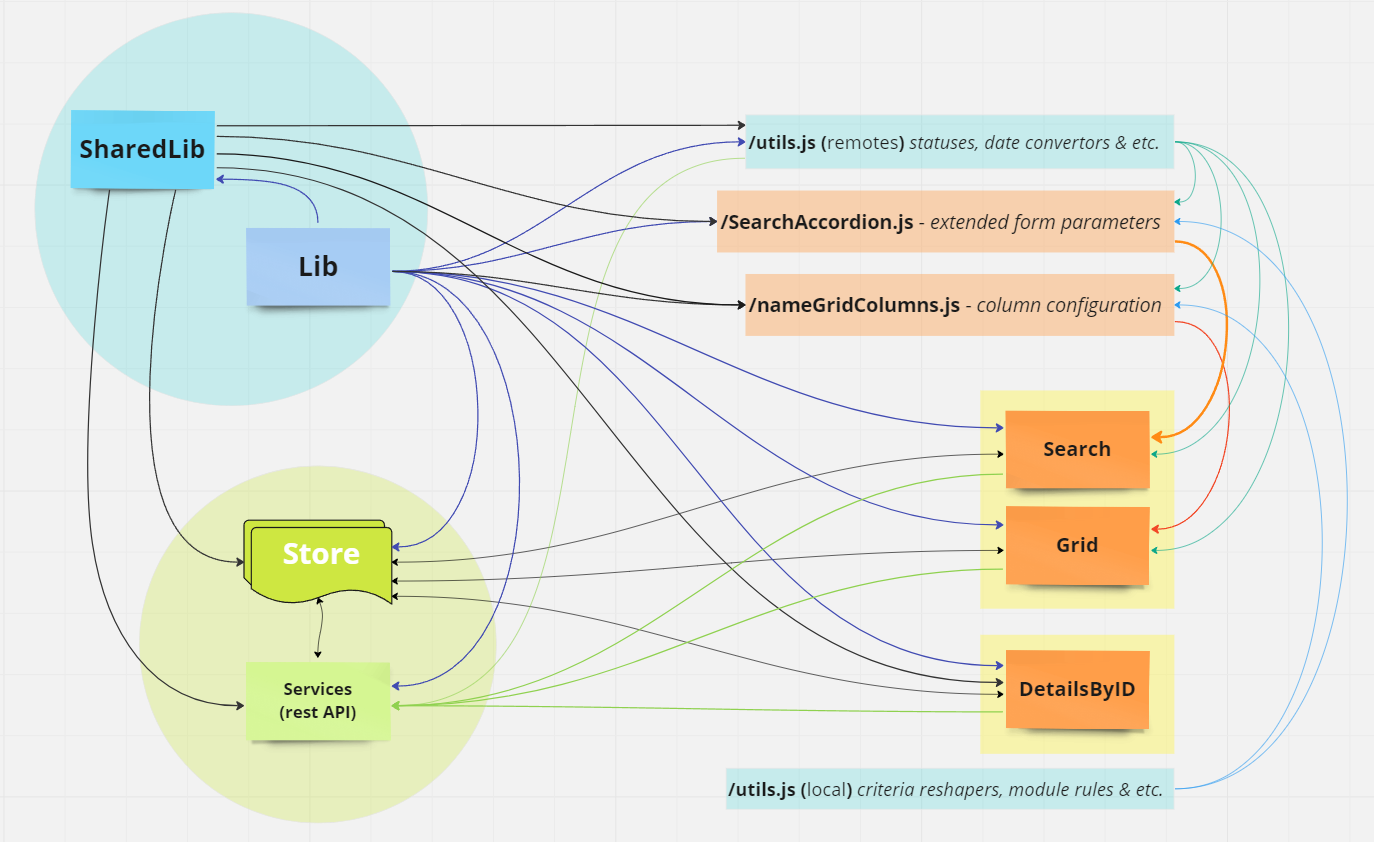 SharedLib
Lib
/utils.js (remotes) statuses, date convertors & etc.
/SearchAccordion.js - extended form parameters
/nameGridColumns.js - column configuration
Search
Grid
Store
Services
(rest API)
DetailsByID
/utils.js (local) criteria reshapers, module rules & etc.